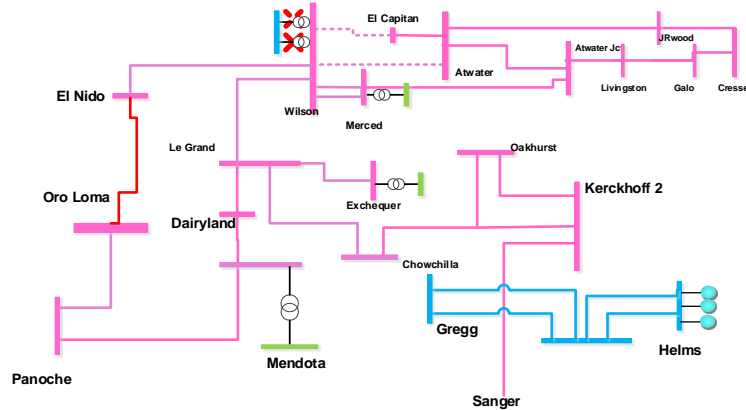 El Capitan
JRwood
Atwater Jc
Atwater
Livingston
Galo
Cresse
El Nido
Wilson
Merced
Le Grand
Oakhurst
Oro Loma
Kerckhoff 2
Exchequer
Dairyland
Chowchilla
Gregg
Helms
Mendota
Panoche
Sanger